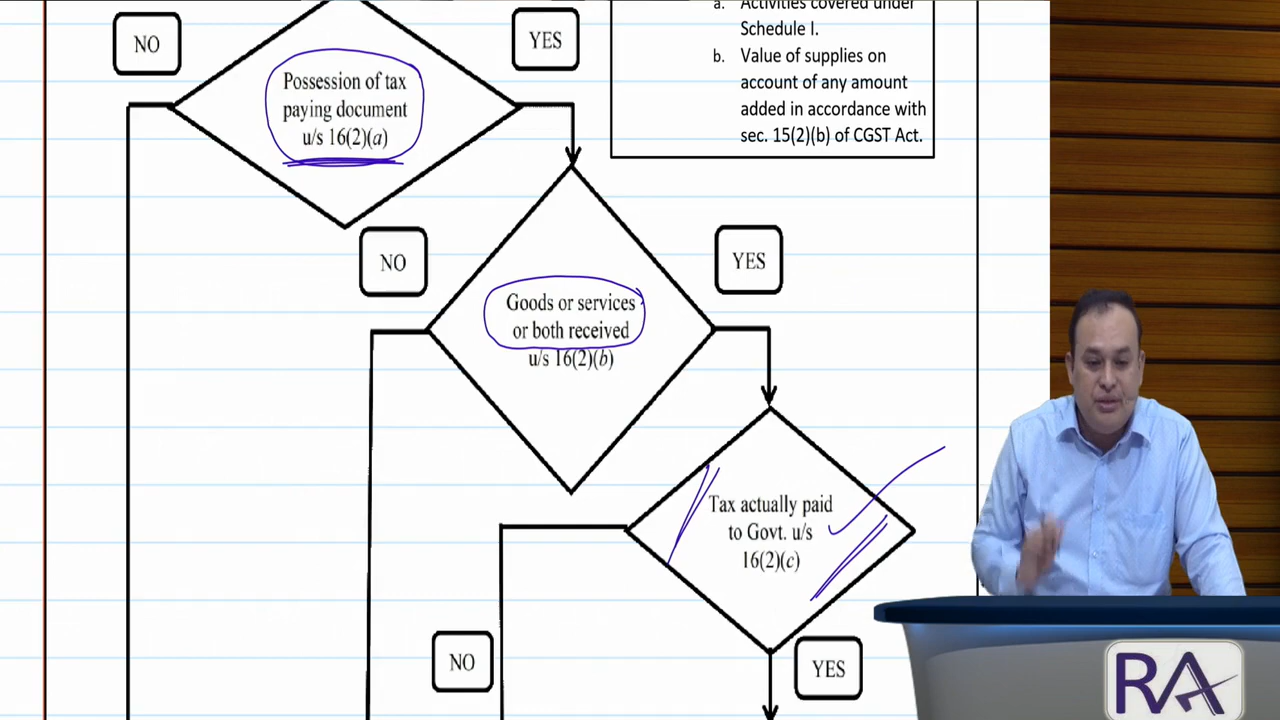 a. Activities covered under
Schedule I.
b. Value of supplies on
account of any amount
added in accordance with
sec. 15(2)(b) of CGST Act.
NO
YES
Possession of tax
paying document
u/s 16(2)(a)
NO
YES
Goods or services
or both received
u/s 16(2)(b)
Tax actually paid
to Govt. u/s
16(2)(c)
NO
YES
RA